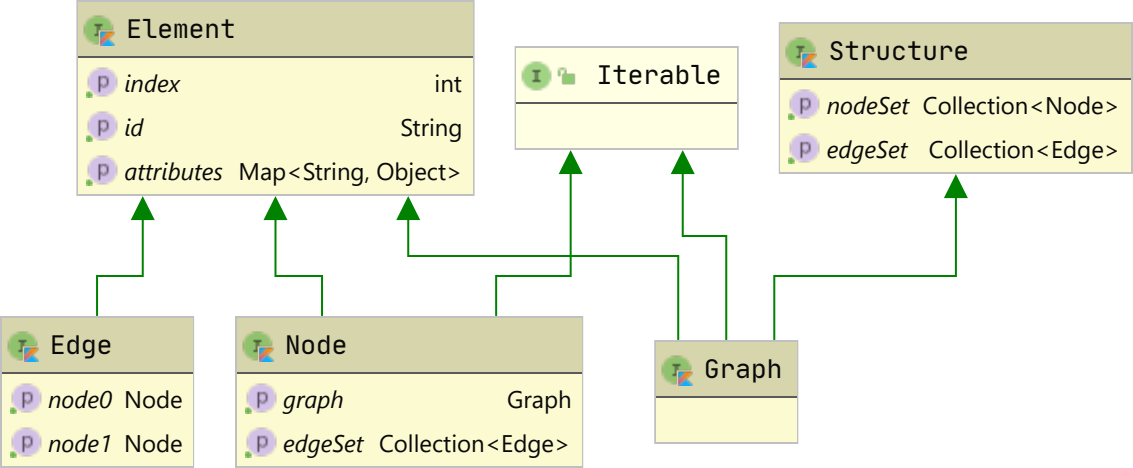 Element
index int
id String
attributes Map<String, Object>
Iterable
Structure
nodeSet Collection<Node>
edgeSet Collection<Edge>
Edge
node0 Node
node1 Node
Node
graph Graph
edgeSet Collection<Edge>
Graph